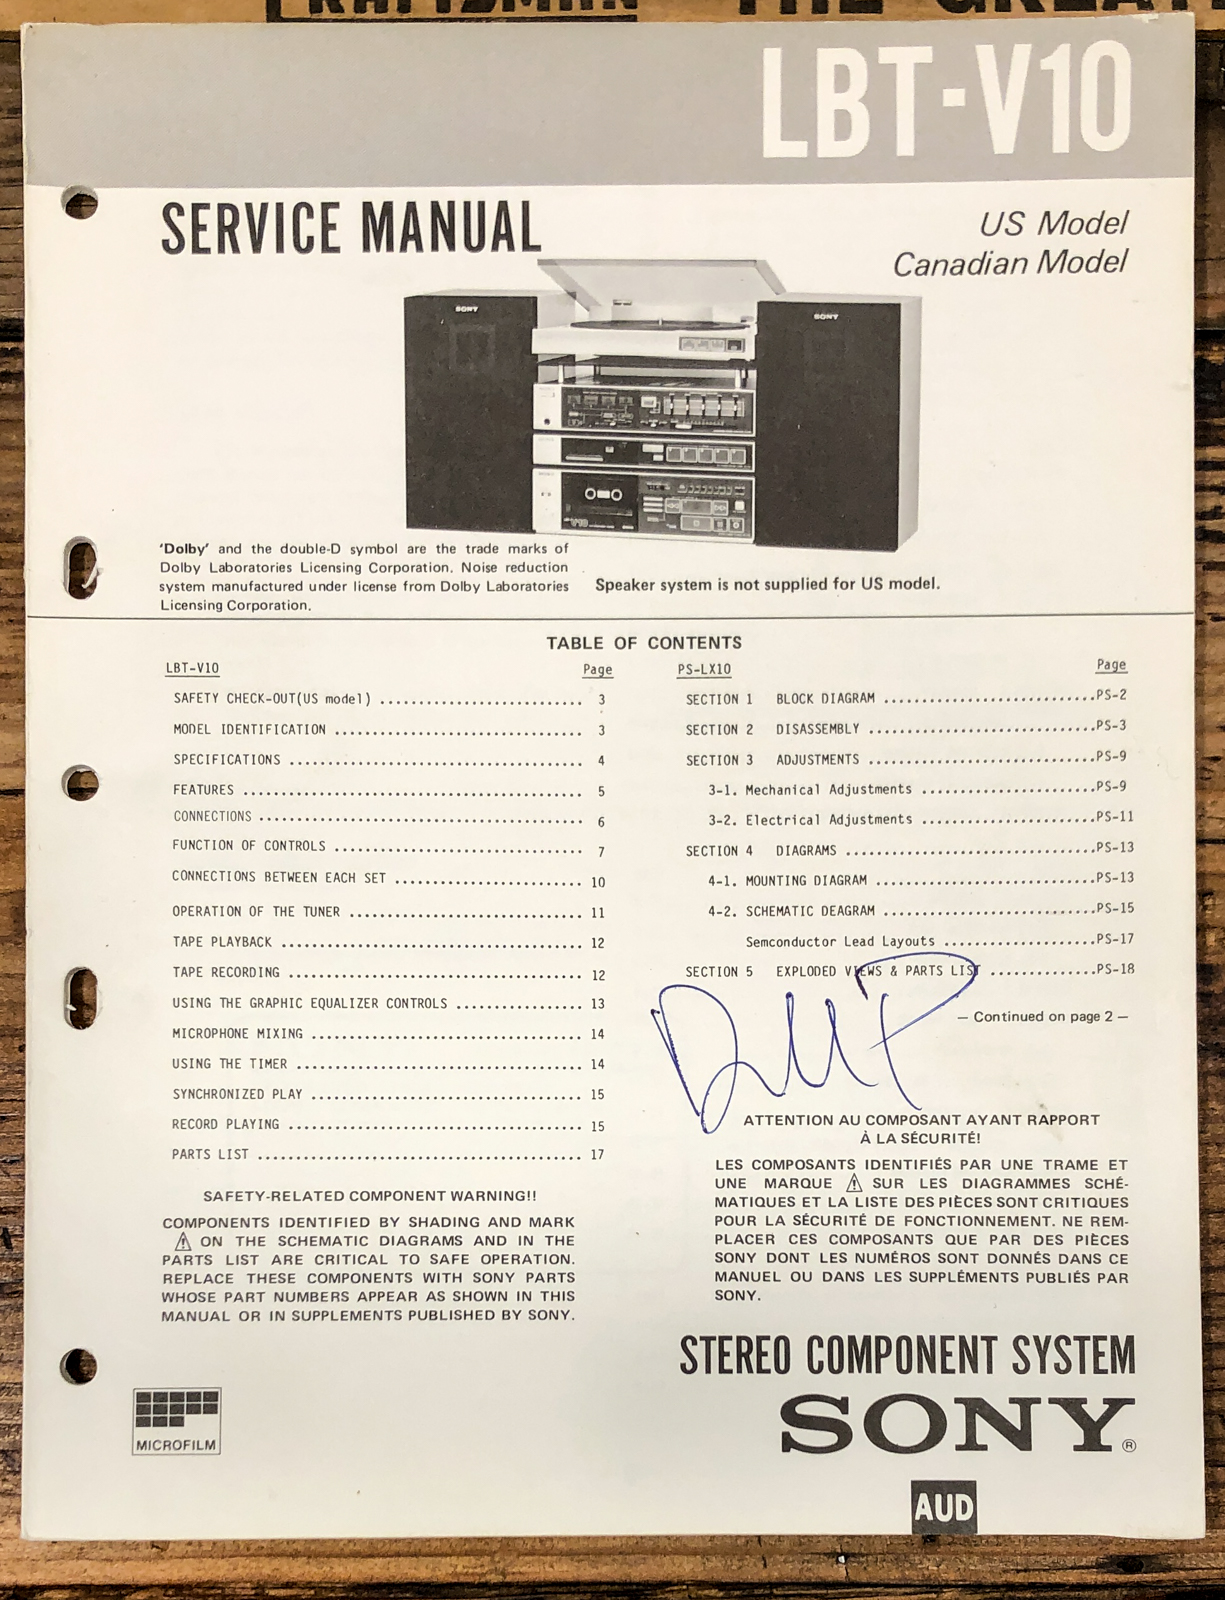 LBT-V10
SERVICE MANUAL
US Model
Canadian Model
SONY
SONY
V10
'Dolby' and the double-D symbol are the trade marks of
Dolby Laboratories Licensing Corporation. Noise reduction
system manufactured under license from Dolby Laboratories
Licensing Corporation.
Speaker system is not supplied for US model.
TABLE OF CONTENTS
LBT-V10 Page
SAFETY CHECK-OUT(US model) ........................... 3
MODEL IDENTIFICATION ................................. 3
SPECIFICATIONS ....................................... 4
FEATURES ............................................. 5
CONNECTIONS .......................................... 6
FUNCTION OF CONTROLS ................................. 7
CONNECTIONS BETWEEN EACH SET ......................... 10
OPERATION OF THE TUNER ............................... 11
TAPE PLAYBACK ........................................ 12
TAPE RECORDING ....................................... 12
USING THE GRAPHIC EQUALIZER CONTROLS ................. 13
MICROPHONE MIXING .................................... 14
USING THE TIMER ...................................... 14
SYNCHRONIZED PLAY .................................... 15
RECORD PLAYING ....................................... 15
PARTS LIST ........................................... 17
SAFETY-RELATED COMPONENT WARNING!!
COMPONENTS IDENTIFIED BY SHADING AND MARK
⚠ ON THE SCHEMATIC DIAGRAMS AND IN THE
PARTS LIST ARE CRITICAL TO SAFE OPERATION.
REPLACE THESE COMPONENTS WITH SONY PARTS
WHOSE PART NUMBERS APPEAR AS SHOWN IN THIS
MANUAL OR IN SUPPLEMENTS PUBLISHED BY SONY.
PS-LX10 Page
SECTION 1 BLOCK DIAGRAM ............................PS-2
SECTION 2 DISASSEMBLY ..............................PS-3
SECTION 3 ADJUSTMENTS ..............................PS-9
3-1. Mechanical Adjustments .......................PS-9
3-2. Electrical Adjustments .......................PS-11
SECTION 4 DIAGRAMS .................................PS-13
4-1. MOUNTING DIAGRAM .............................PS-13
4-2. SCHEMATIC DEAGRAM ............................PS-15
Semconductor Lead Layouts ....................PS-17
SECTION 5 EXPLODED VIEWS & PARTS LIST ..............PS-18
— Continued on page 2 —
DMP
ATTENTION AU COMPOSANT AYANT RAPPORT
À LA SÉCURITÉ!
LES COMPOSANTS IDENTIFIÉS PAR UNE TRAME ET
UNE MARQUE ⚠ SUR LES DIAGRAMMES SCHÉ-
MATIQUES ET LA LISTE DES PIÈCES SONT CRITIQUES
POUR LA SÉCURITÉ DE FONCTIONNEMENT. NE REM-
PLACER CES COMPOSANTS QUE PAR DES PIÈCES
SONY DONT LES NUMÉROS SONT DONNÉS DANS CE
MANUEL OU DANS LES SUPPLÉMENTS PUBLIÉS PAR
SONY.
STEREO COMPONENT SYSTEM
SONY®
MICROFILM
AUD